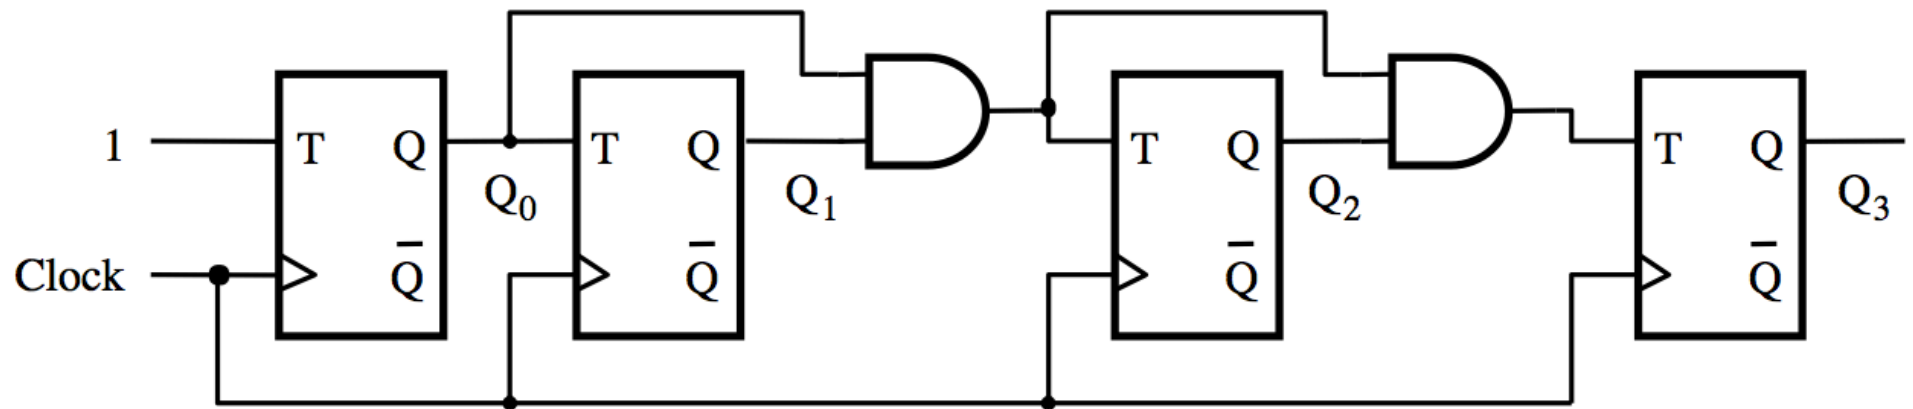 1 T Q T Q T Q T Q
Q₀ Q₁ Q₂ Q₃
Clock Q̅ Q̅ Q̅ Q̅